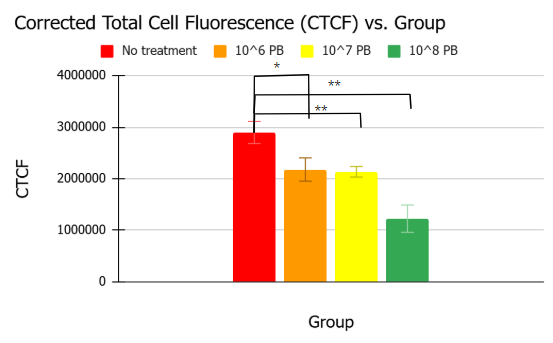 Corrected Total Cell Fluorescence (CTCF) vs. Group
No treatment 10^6 PB 10^7 PB 10^8 PB
4000000
*
**
**
3000000
2000000
1000000
0
CTCF
Group